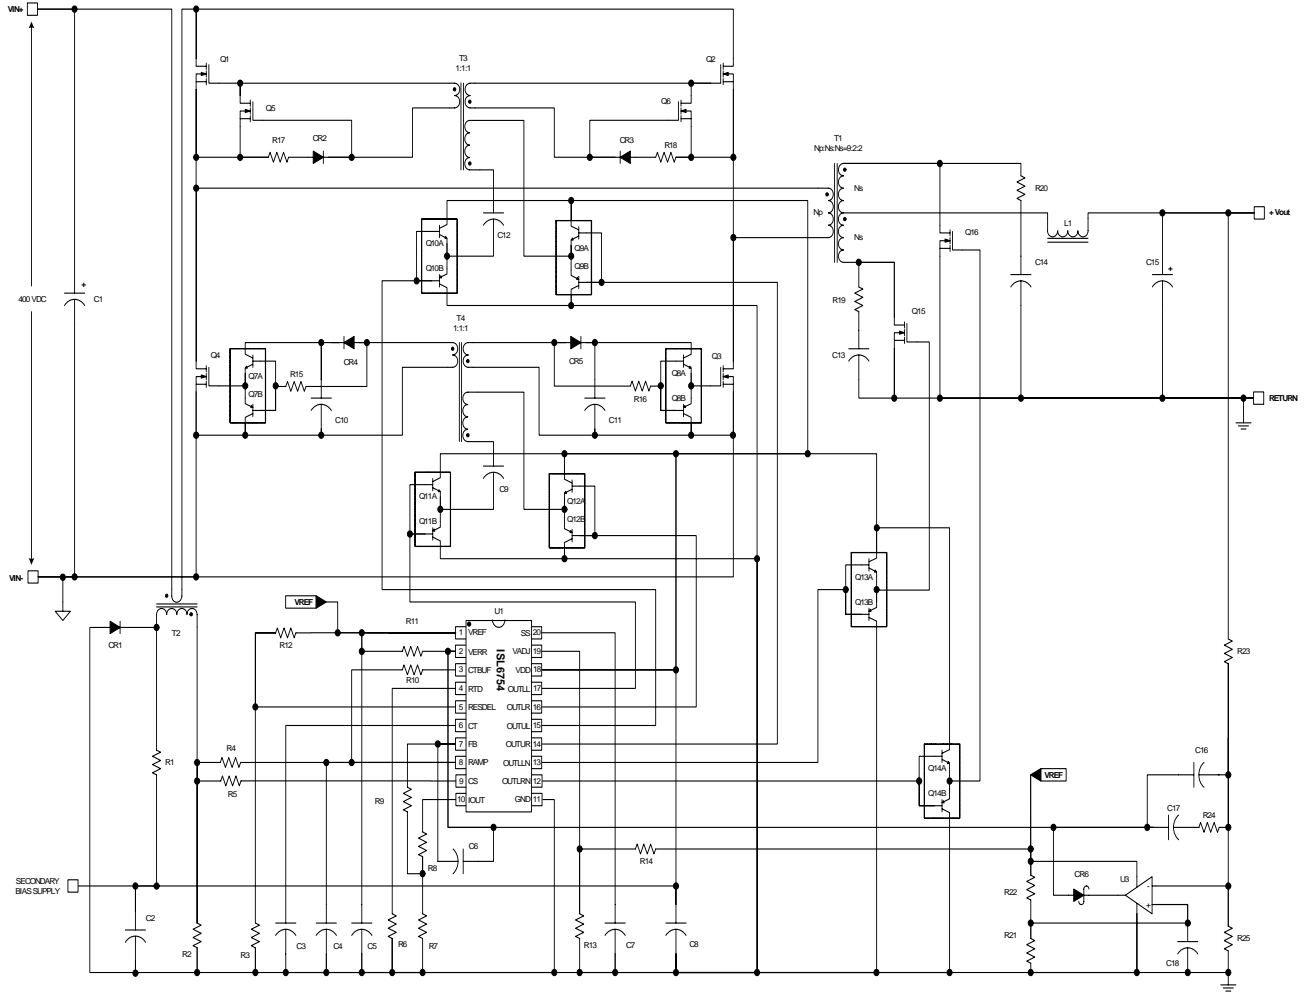 VIN+
Q1
T3
1:1:1
Q2
Q5
Q6
R17
CR2
CR3
R18
T1
Np:Ns:Ns=9:2:2
Ns
R20
Np
+ Vout
L1
Q10A
Q10B
C12
Q9A
Q9B
Ns
Q16
C14
C15
+
400 VDC
+
C1
R19
Q15
T4
1:1:1
Q4
CR4
CR5
Q3
C13
Q7A
Q7B
R15
R16
Q8A
Q8B
RETURN
C10
C11
Q11A
Q11B
C9
Q12A
Q12B
VIN-
Q13A
Q13B
VREF
U1
T2
CR1
R12
R11
R10
1 VREF
2 VERR
3 CTBUF
4 RTD
5 RESDEL
6 CT
7 FB
8 RAMP
9 CS
10 IOUT
ISL6754
SS 20
VADJ 19
VDD 18
OUTLL 17
OUTLR 16
OUTUL 15
OUTUR 14
OUTLLN 13
OUTLRN 12
GND 11
R23
R1
R4
R5
R9
Q14A
Q14B
VREF
C16
C17
R24
R8
C6
R14
SECONDARY
BIAS SUPPLY
R22
CR6
U3
-
+
C2
R2
R3
C3
C4
C5
R6
R7
R13
C7
C8
R21
C18
R25